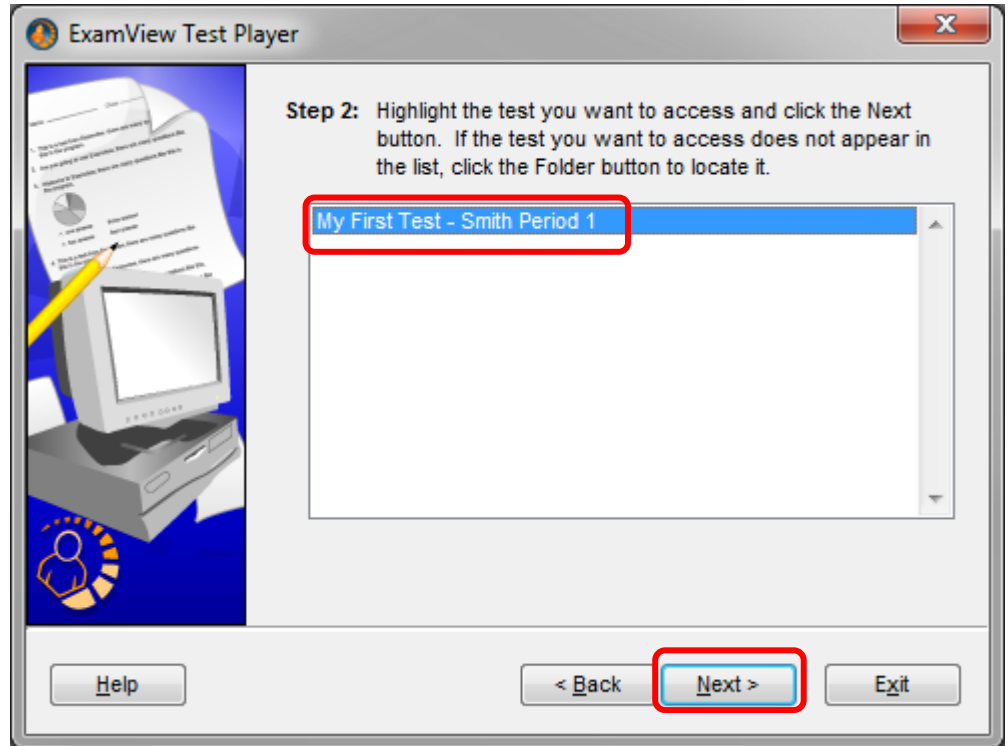 ExamView Test Player
Step 2: Highlight the test you want to access and click the Next
button. If the test you want to access does not appear in
the list, click the Folder button to locate it.
My First Test - Smith Period 1
Help
< Back
Next >
Exit